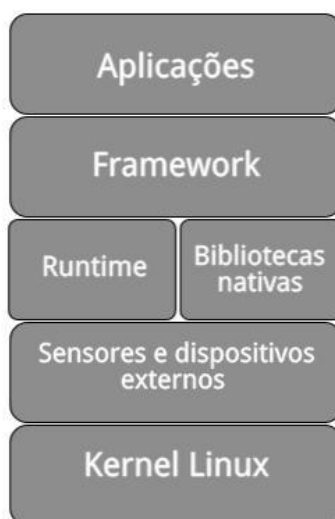 Aplicações
Framework
Runtime
Bibliotecas
nativas
Sensores e dispositivos
externos
Kernel Linux